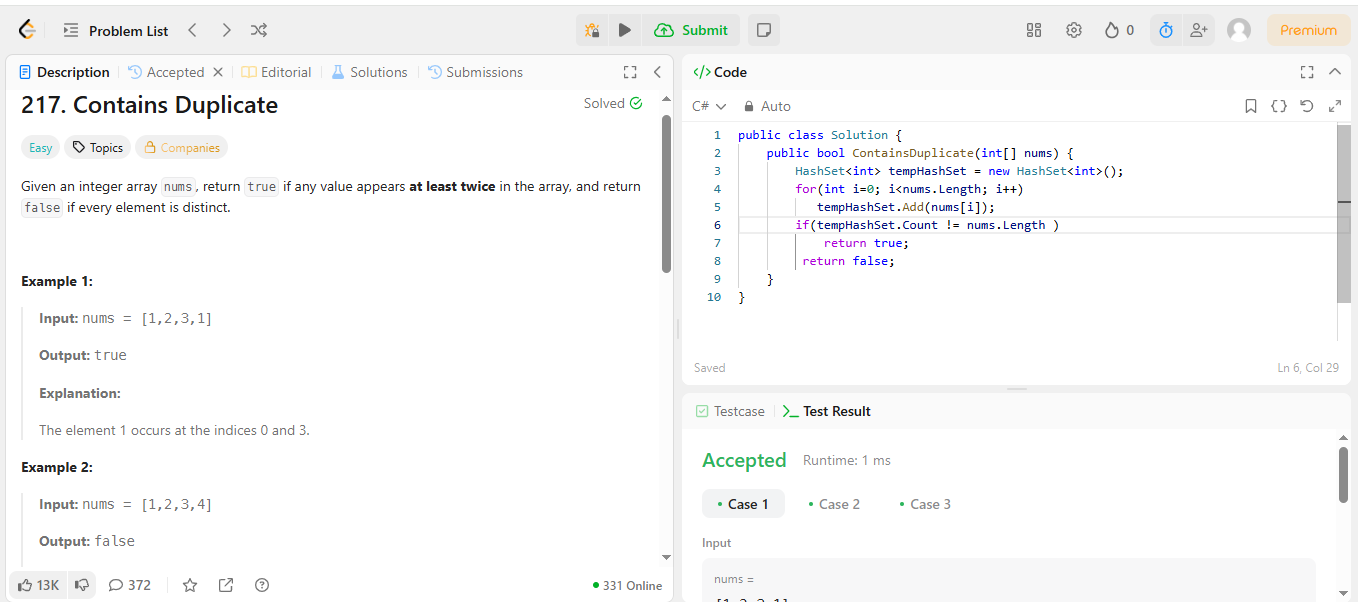 Problem List
Submit
0
Premium
Description
Accepted
Editorial
Solutions
Submissions
217. Contains Duplicate
Solved
Easy
Topics
Companies
Given an integer array nums, return true if any value appears at least twice in the array, and return
false if every element is distinct.
Example 1:
Input: nums = [1,2,3,1]
Output: true
Explanation:
The element 1 occurs at the indices 0 and 3.
Example 2:
Input: nums = [1,2,3,4]
Output: false
13K
372
331 Online
</> Code
C#
Auto
1 public class Solution {
2 public bool ContainsDuplicate(int[] nums) {
3 HashSet<int> tempHashSet = new HashSet<int>();
4 for(int i=0; i<nums.Length; i++)
5 tempHashSet.Add(nums[i]);
6 if(tempHashSet.Count != nums.Length )
7 return true;
8 return false;
9 }
10 }
Saved
Ln 6, Col 29
Testcase
Test Result
Accepted
Runtime: 1 ms
Case 1
Case 2
Case 3
Input
nums =
[1,2,3,1]